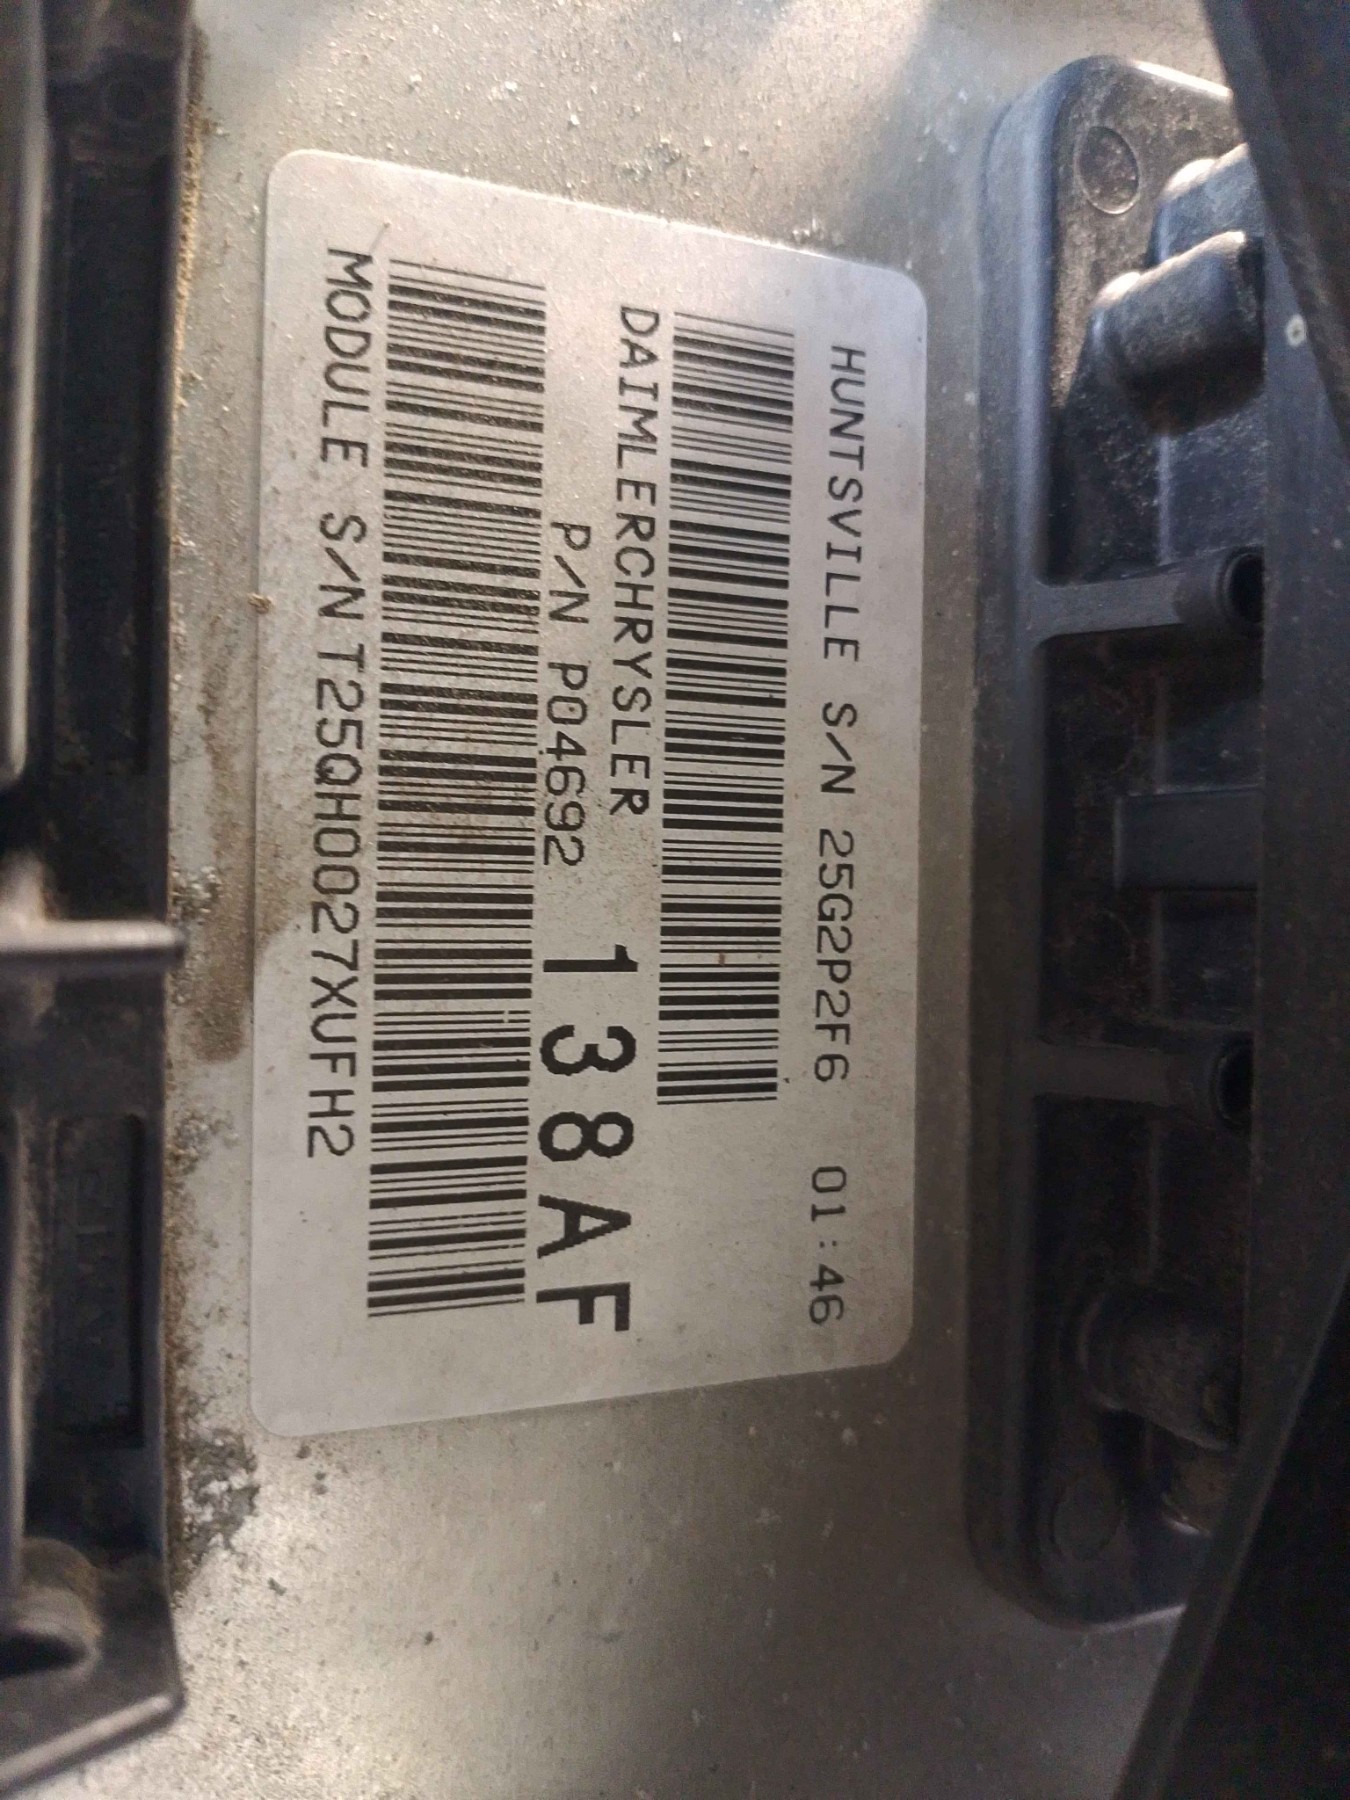 HUNTSVILLE S/N 25G2P2F6 01:46
DAIMLERCHRYSLER
P/N P04692 138AF
MODULE S/N T25QH0027XUFH2